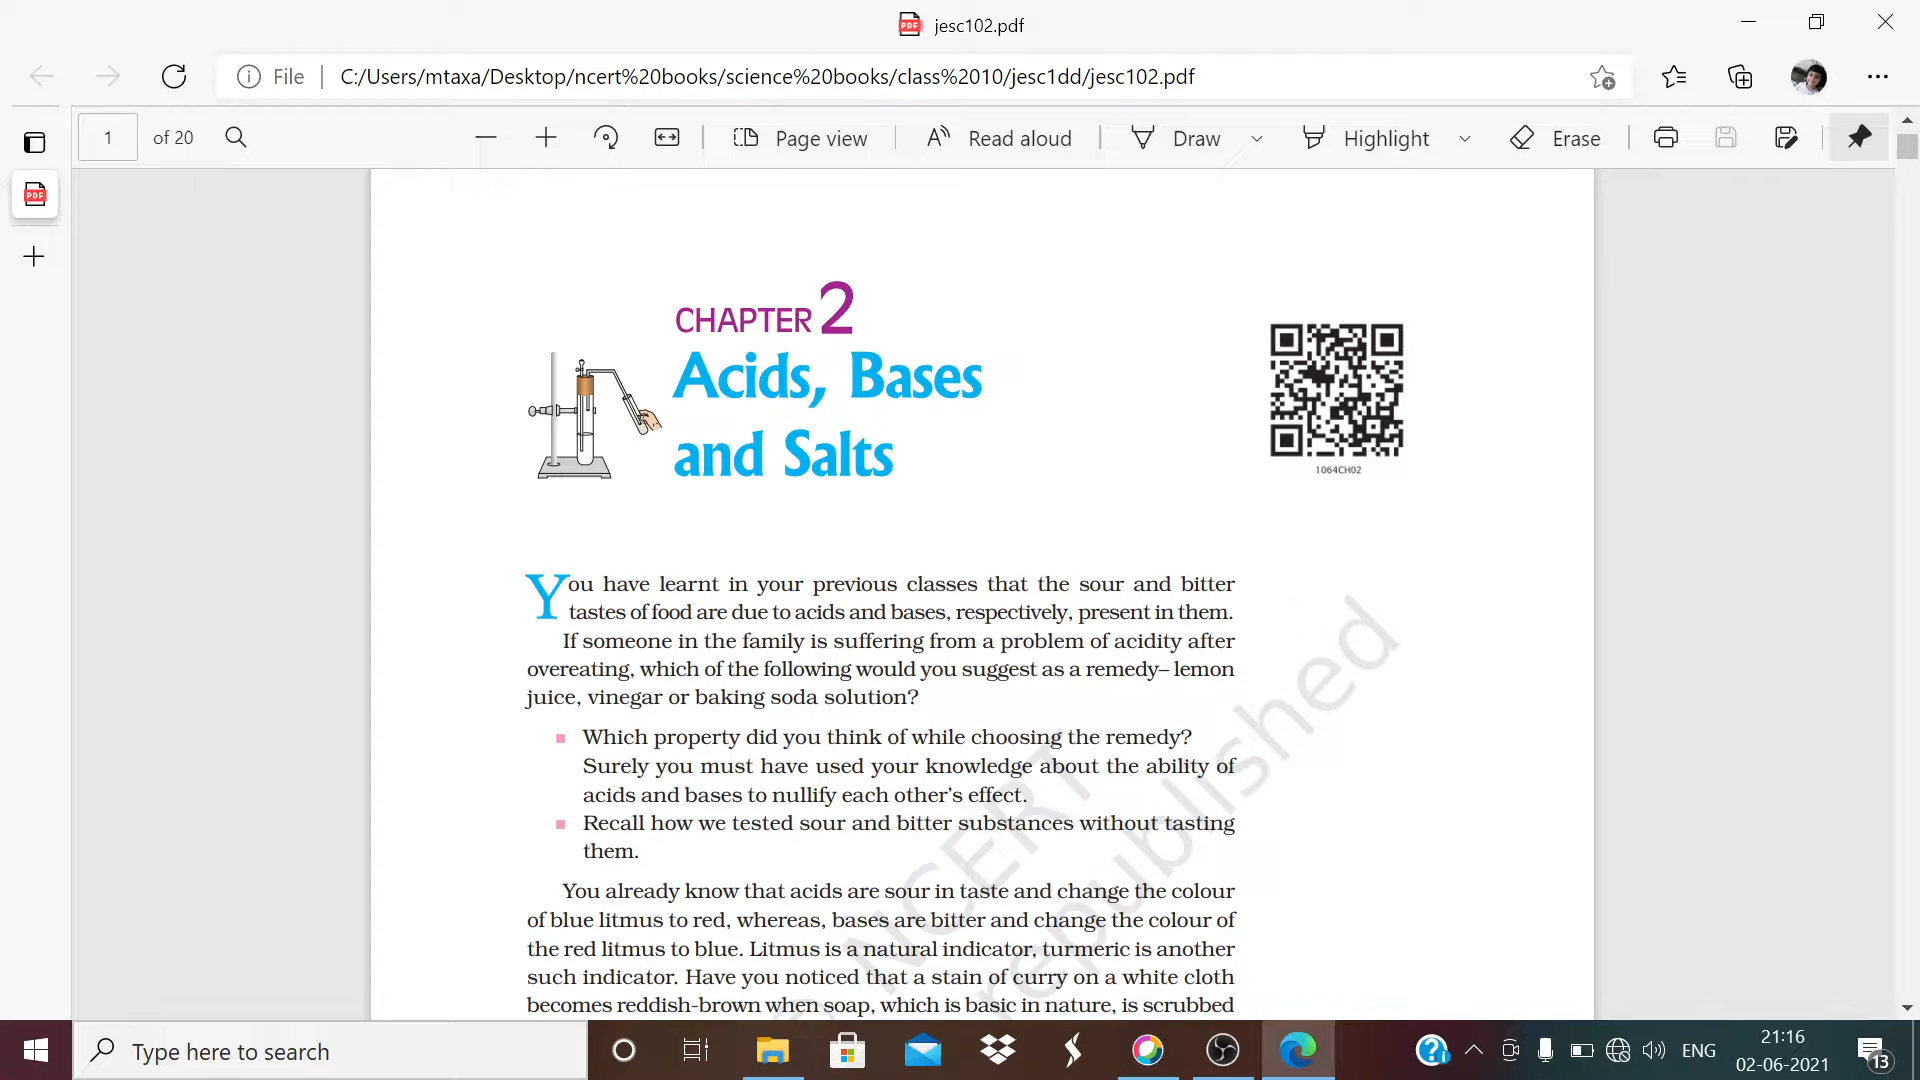 jesc102.pdf
File C:/Users/mtaxa/Desktop/ncert%20books/science%20books/class%2010/jesc1dd/jesc102.pdf
1 of 20 Page view Read aloud Draw Highlight Erase
CHAPTER 2
Acids, Bases
and Salts
1064CH02
You have learnt in your previous classes that the sour and bitter
tastes of food are due to acids and bases, respectively, present in them.
If someone in the family is suffering from a problem of acidity after
overeating, which of the following would you suggest as a remedy– lemon
juice, vinegar or baking soda solution?
Which property did you think of while choosing the remedy?
Surely you must have used your knowledge about the ability of
acids and bases to nullify each other's effect.
Recall how we tested sour and bitter substances without tasting
them.
You already know that acids are sour in taste and change the colour
of blue litmus to red, whereas, bases are bitter and change the colour of
the red litmus to blue. Litmus is a natural indicator, turmeric is another
such indicator. Have you noticed that a stain of curry on a white cloth
becomes reddish-brown when soap, which is basic in nature, is scrubbed
© NCERT
republished
Type here to search
ENG
21:16
02-06-2021
13